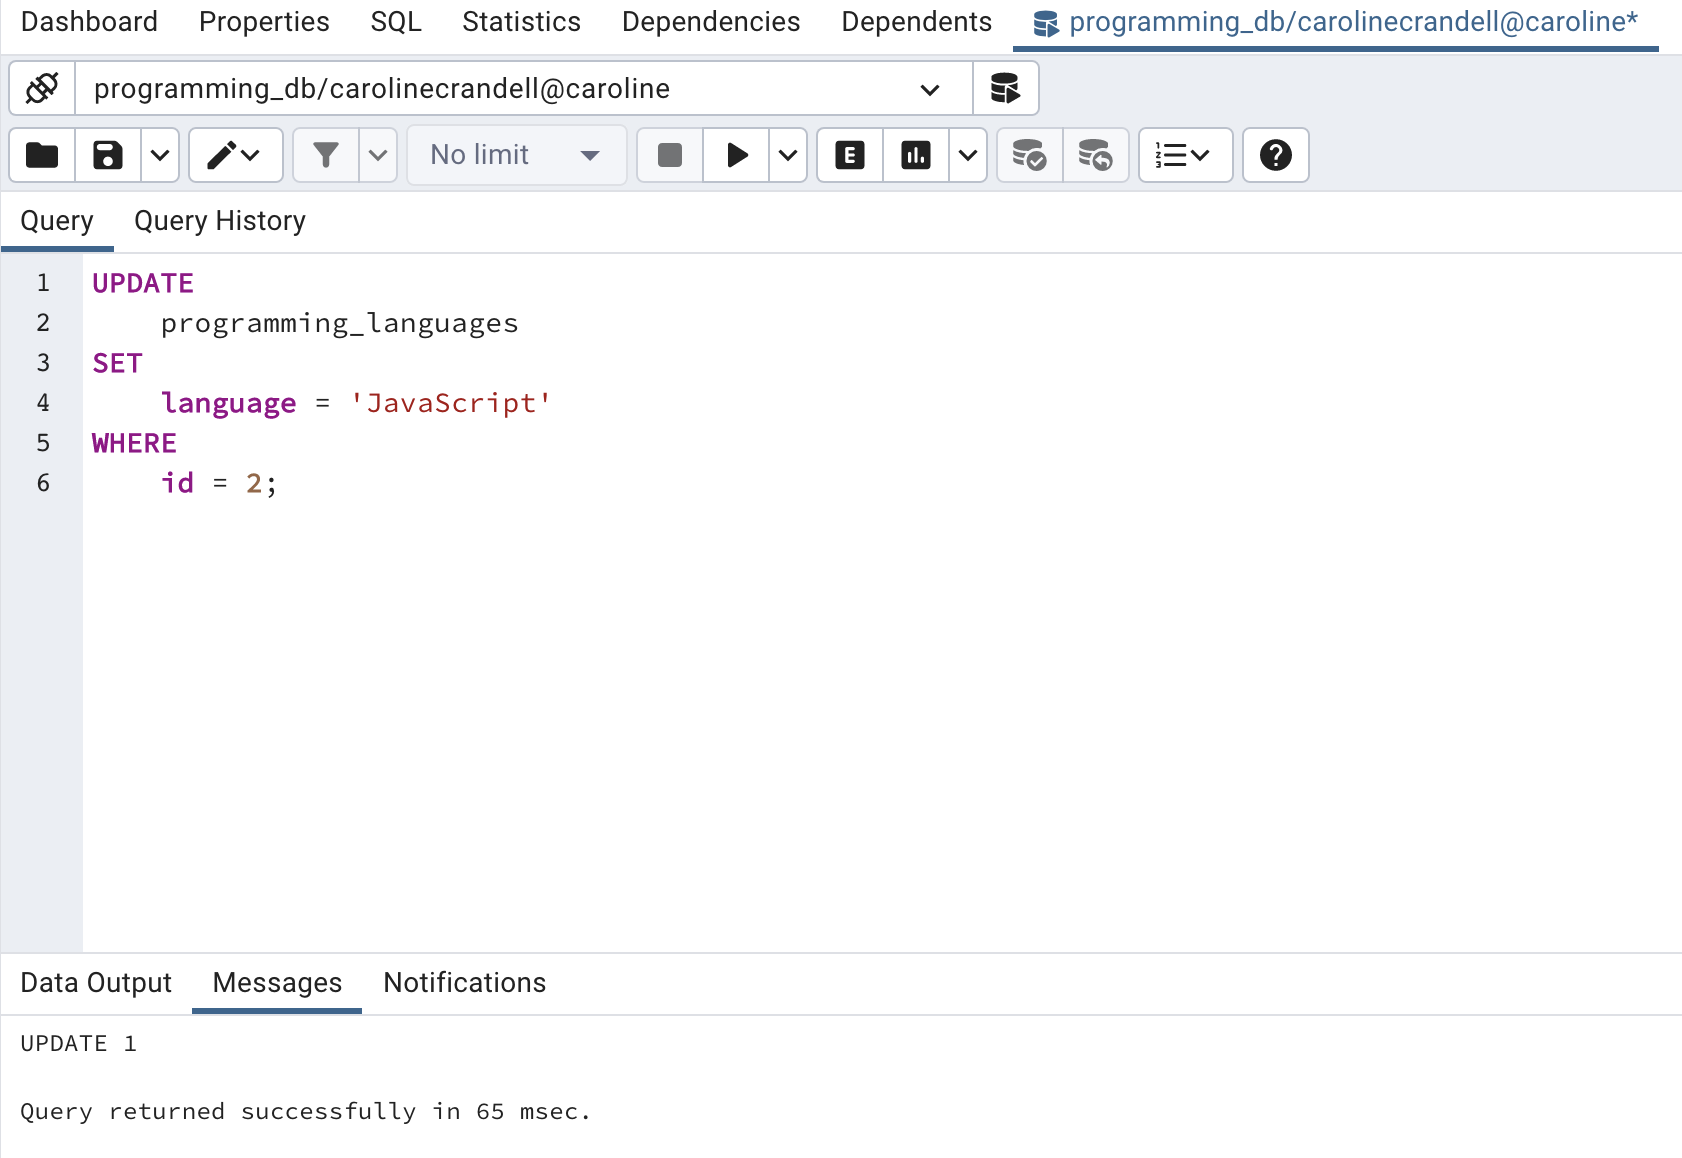 Dashboard Properties SQL Statistics Dependencies Dependents programming_db/carolinecrandell@caroline*
programming_db/carolinecrandell@caroline
No limit E
Query Query History
1 UPDATE
2 programming_languages
3 SET
4 language = 'JavaScript'
5 WHERE
6 id = 2;
Data Output Messages Notifications
UPDATE 1
Query returned successfully in 65 msec.